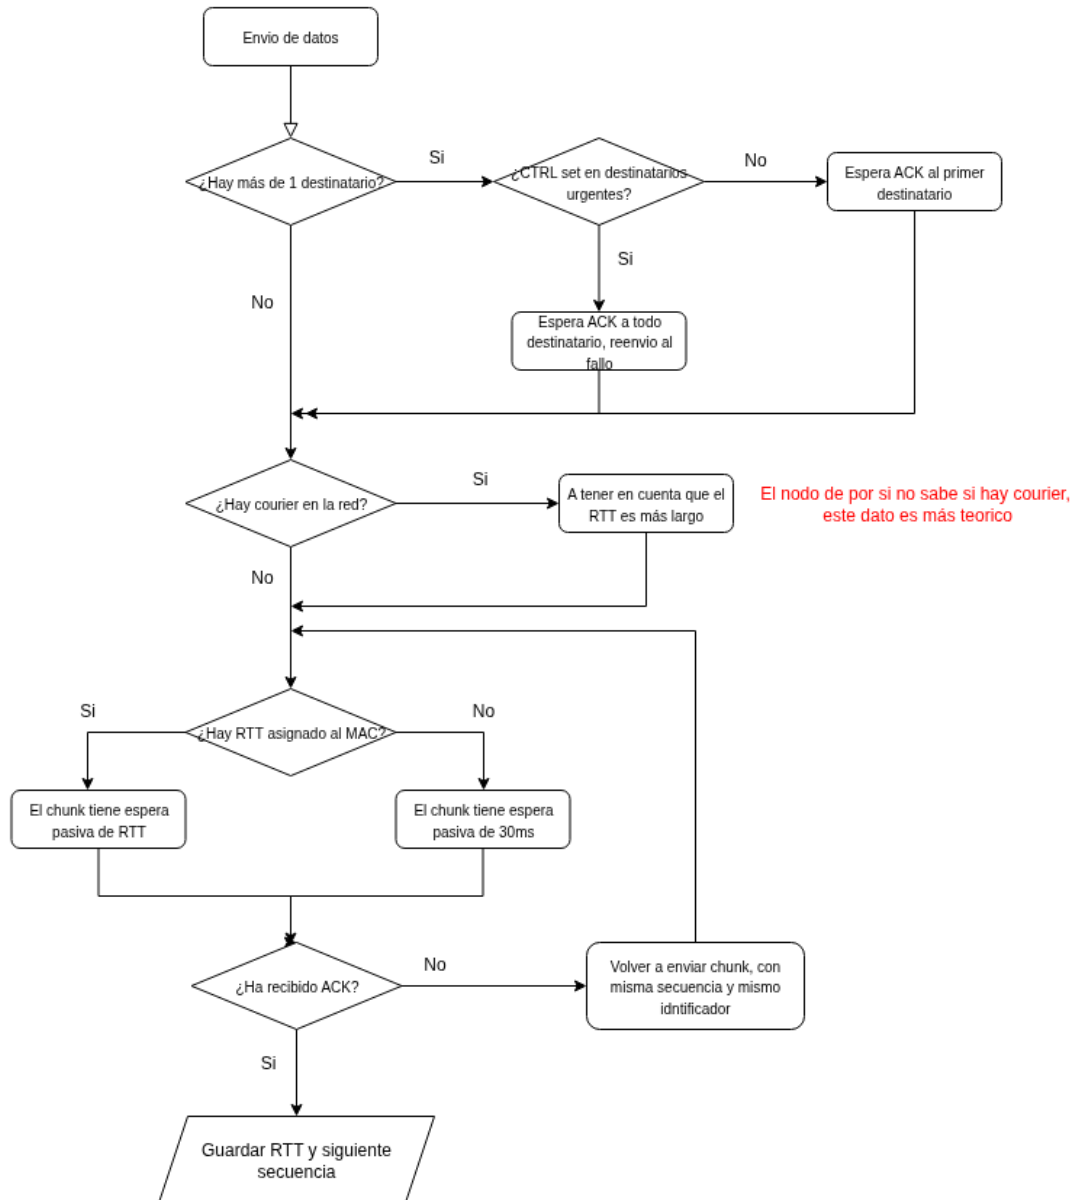 Envio de datos
¿Hay más de 1 destinatario?
Si
¿CTRL set en destinatarios
urgentes?
No
Espera ACK al primer
destinatario
Si
No
Espera ACK a todo
destinatario, reenvio al
fallo
¿Hay courier en la red?
Si
A tener en cuenta que el
RTT es más largo
El nodo de por si no sabe si hay courier,
este dato es más teorico
No
Si
¿Hay RTT asignado al MAC?
No
El chunk tiene espera
pasiva de RTT
El chunk tiene espera
pasiva de 30ms
¿Ha recibido ACK?
No
Volver a enviar chunk, con
misma secuencia y mismo
idntificador
Si
Guardar RTT y siguiente
secuencia